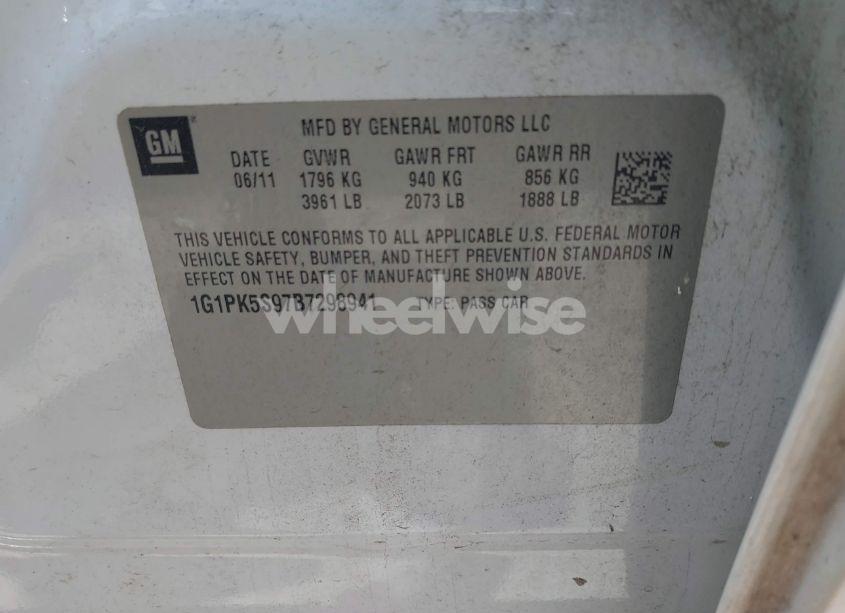 GM
MFD BY GENERAL MOTORS LLC
DATE GVWR GAWR FRT GAWR RR
06/11 1796 KG 940 KG 856 KG
3961 LB 2073 LB 1888 LB
THIS VEHICLE CONFORMS TO ALL APPLICABLE U.S. FEDERAL MOTOR
VEHICLE SAFETY, BUMPER, AND THEFT PREVENTION STANDARDS IN
EFFECT ON THE DATE OF MANUFACTURE SHOWN ABOVE.
1G1PK5S97B7298941 TYPE: PASS CAR
wheelwise